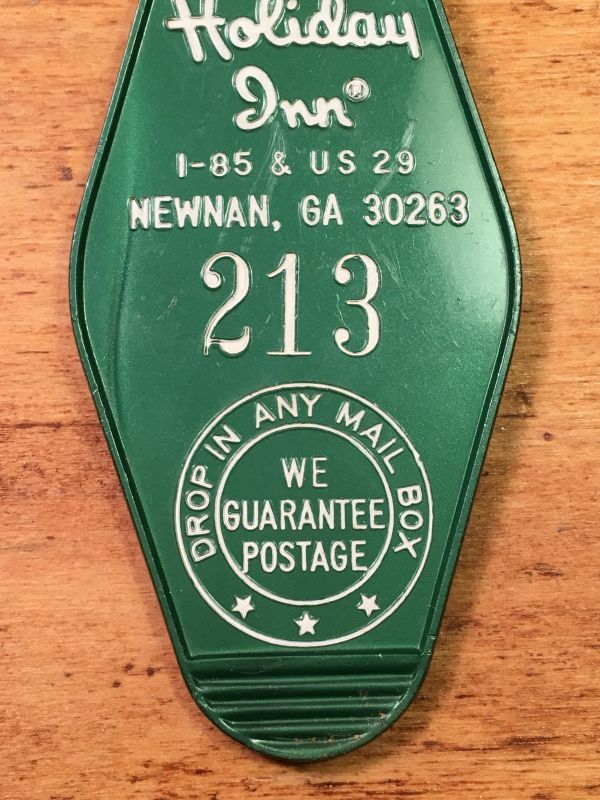 Holiday
Inn®
I-85 & US 29
NEWNAN, GA 30263
213
DROP IN ANY MAIL BOX
WE
GUARANTEE
POSTAGE